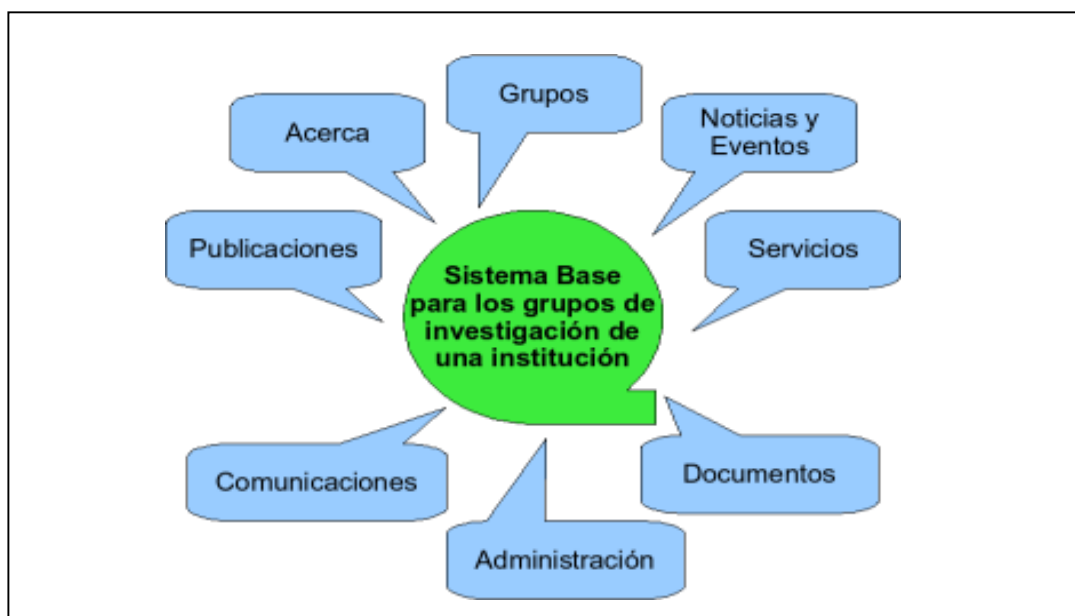 Grupos
Acerca
Noticias y
Eventos
Publicaciones
Servicios
Sistema Base
para los grupos de
investigación de
una institución
Comunicaciones
Documentos
Administración